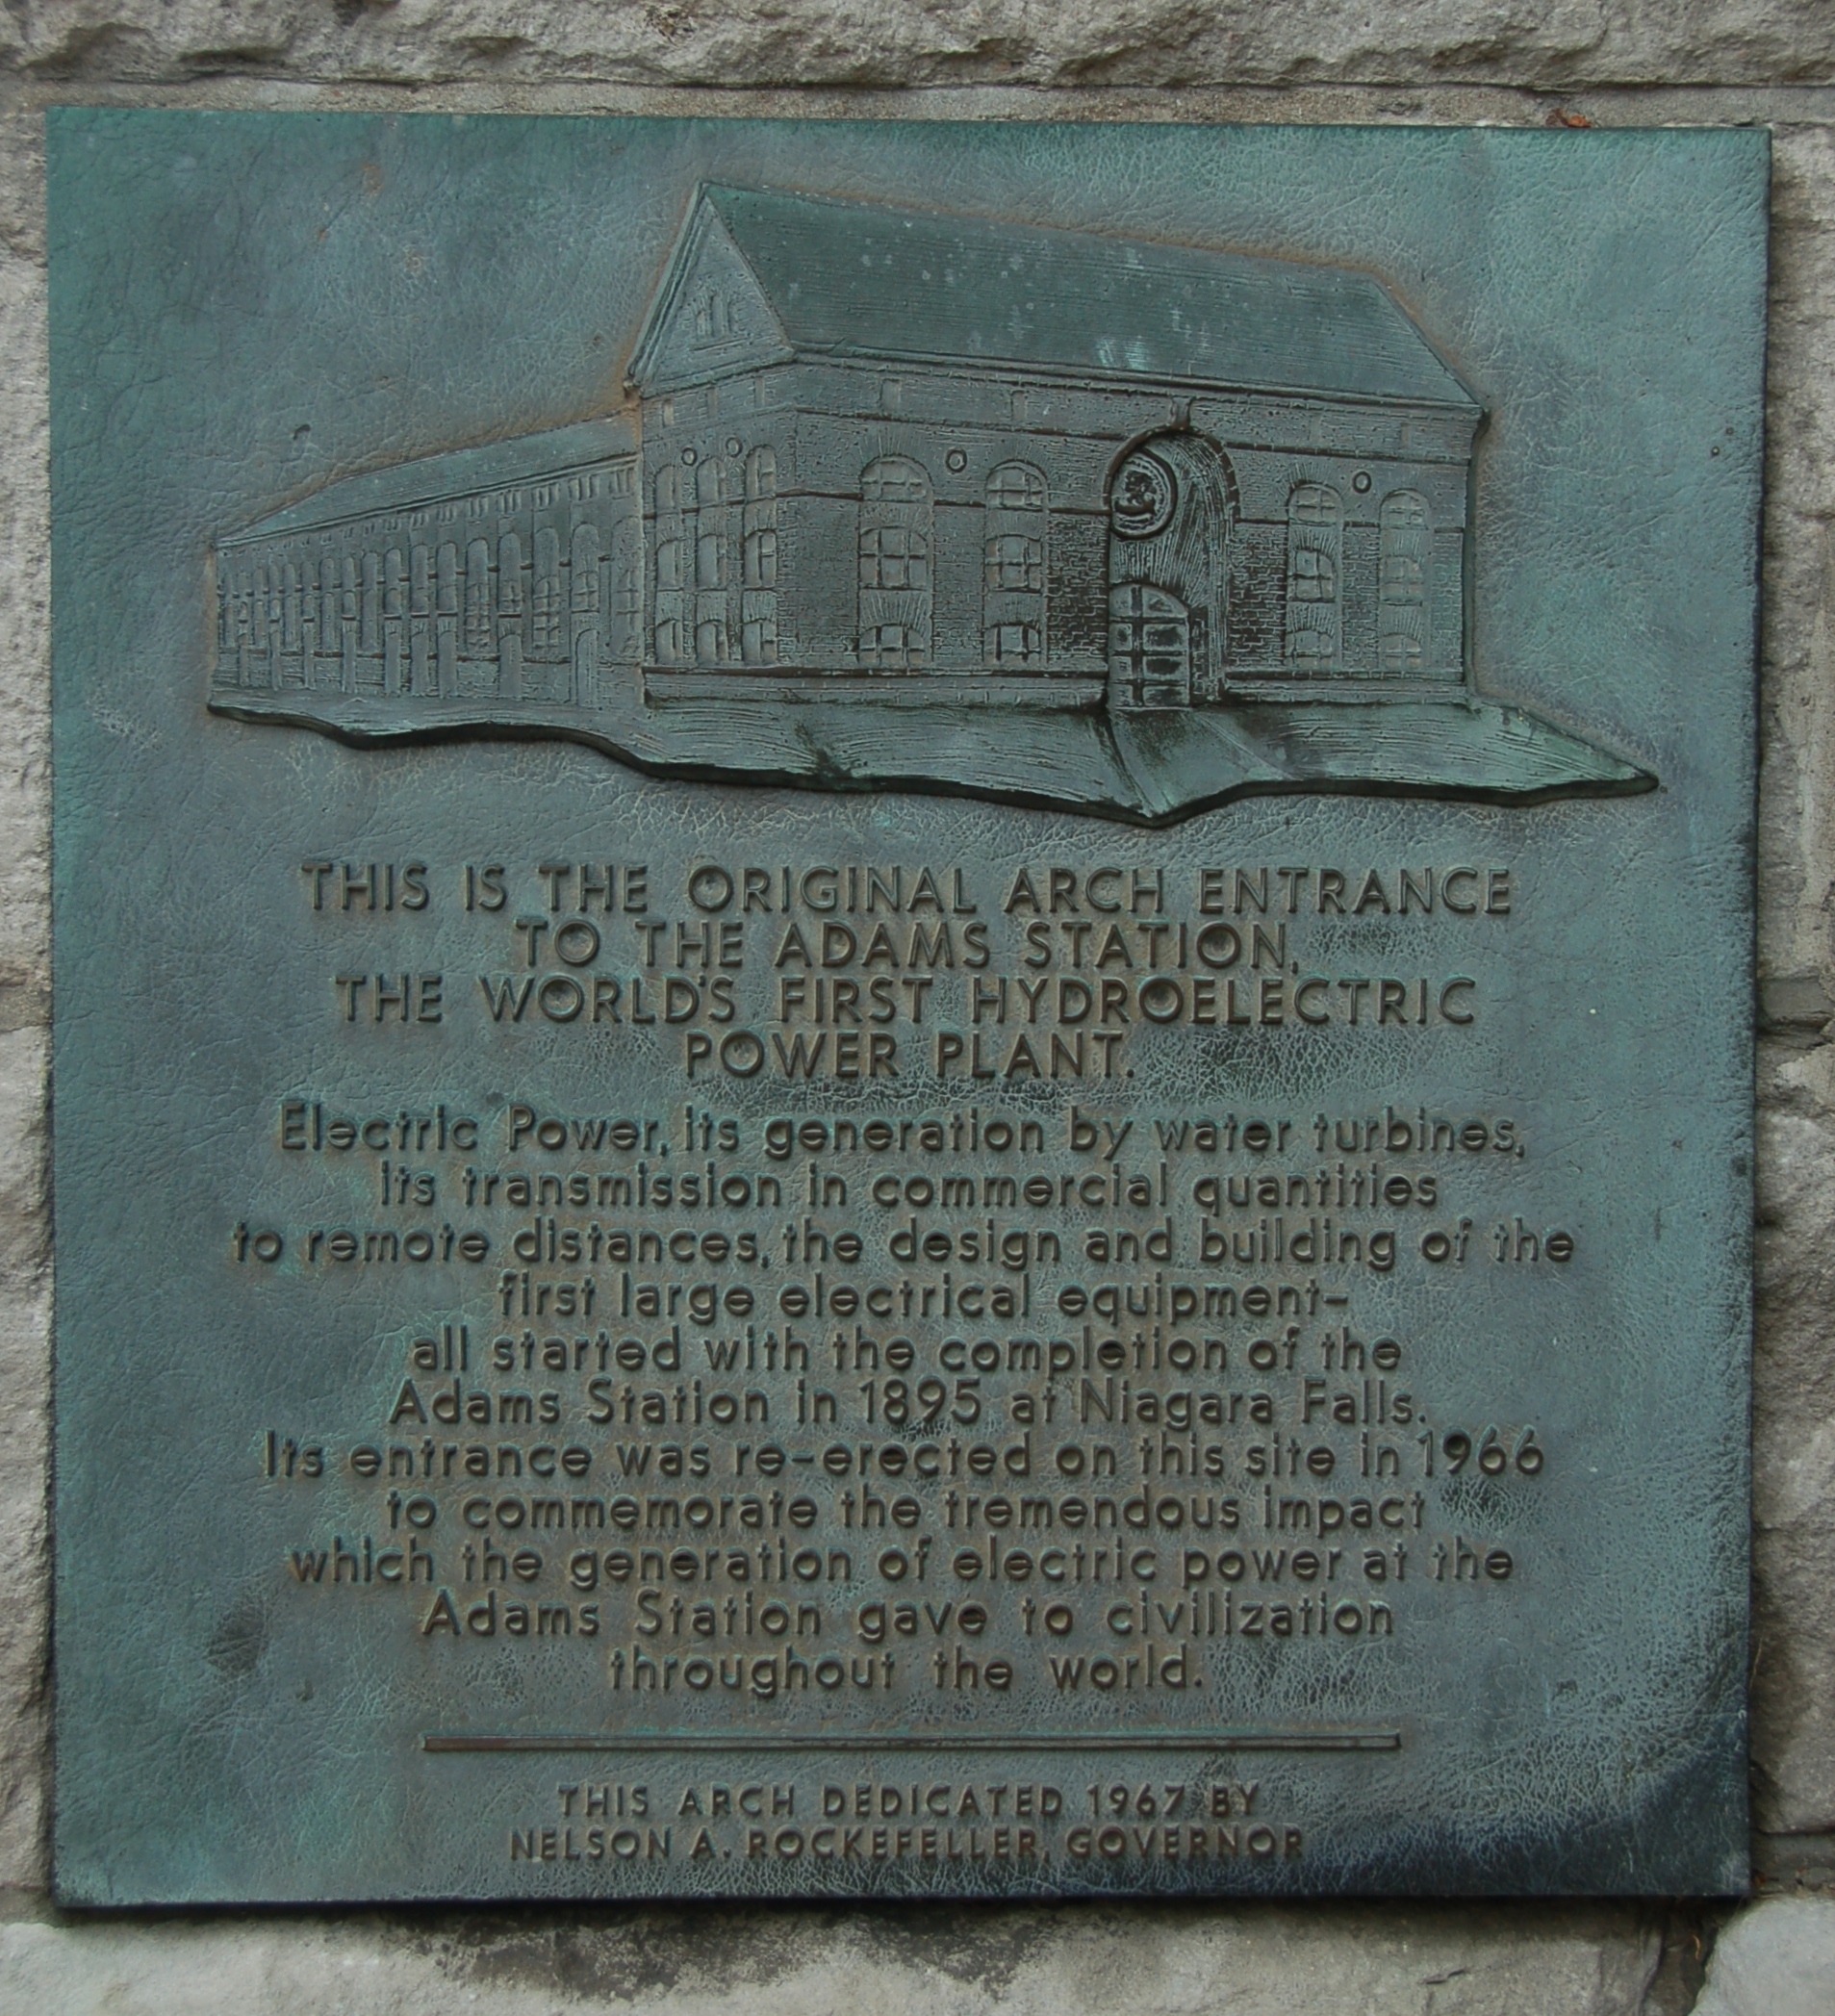 THIS IS THE ORIGINAL ARCH ENTRANCE
TO THE ADAMS STATION,
THE WORLD'S FIRST HYDROELECTRIC
POWER PLANT.
Electric Power, its generation by water turbines,
its transmission in commercial quantities
to remote distances, the design and building of the
first large electrical equipment-
all started with the completion of the
Adams Station in 1895 at Niagara Falls.
Its entrance was re-erected on this site in 1966
to commemorate the tremendous impact
which the generation of electric power at the
Adams Station gave to civilization
throughout the world.
THIS ARCH DEDICATED 1967 BY
NELSON A. ROCKEFELLER, GOVERNOR